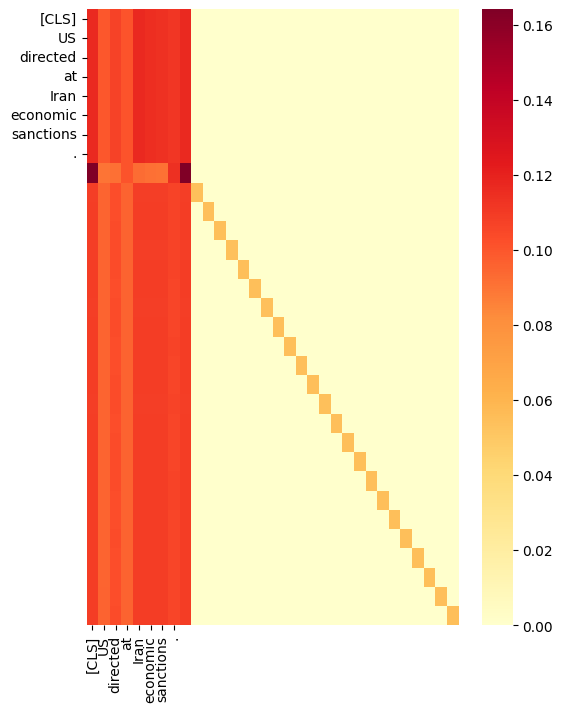 [CLS]
US
directed
at
Iran
economic
sanctions
.
0.16
0.14
0.12
0.10
0.08
0.06
0.04
0.02
0.00
[CLS]
US
directed
at
Iran
economic
sanctions
.